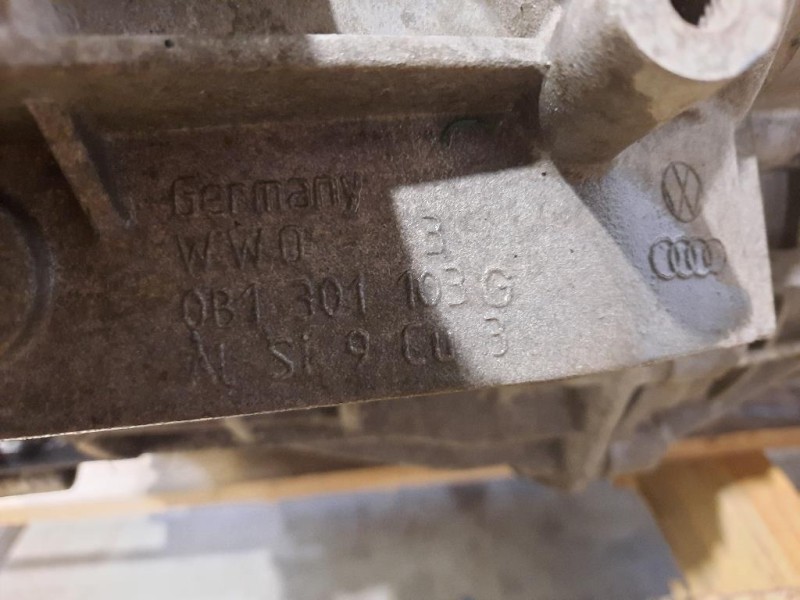 Germany
WWO 3
0B1 301 103 G
Al Si 9 Cu 3